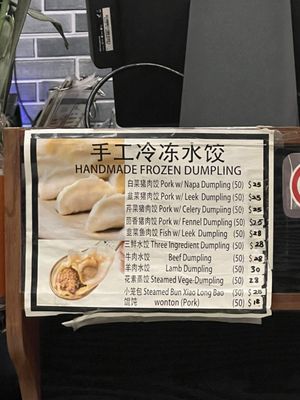 手工冷冻水饺
HANDMADE FROZEN DUMPLING
白菜猪肉饺 Pork w/ Napa Dumpling (50) $25
韭菜猪肉饺 Pork w/ Leek Dumpling (50) $25
芹菜猪肉饺 Pork w/ Celery Dumpling (50) $25
茴香猪肉饺 Pork w/ Fennel Dumpling (50) $25
韭菜鱼肉饺 Fish w/ Leek Dumpling (50) $28
三鲜水饺 Three Ingredient Dumpling (50) $28
牛肉水饺 Beef Dumpling (50) $28
羊肉水饺 Lamb Dumpling (50) 30
花素蒸饺 Steamed Vege-Dumpling (50) 28
小笼包 Steamed Bun Xiao Long Bao (50) $28
馄饨 wonton (Pork) (50) $18